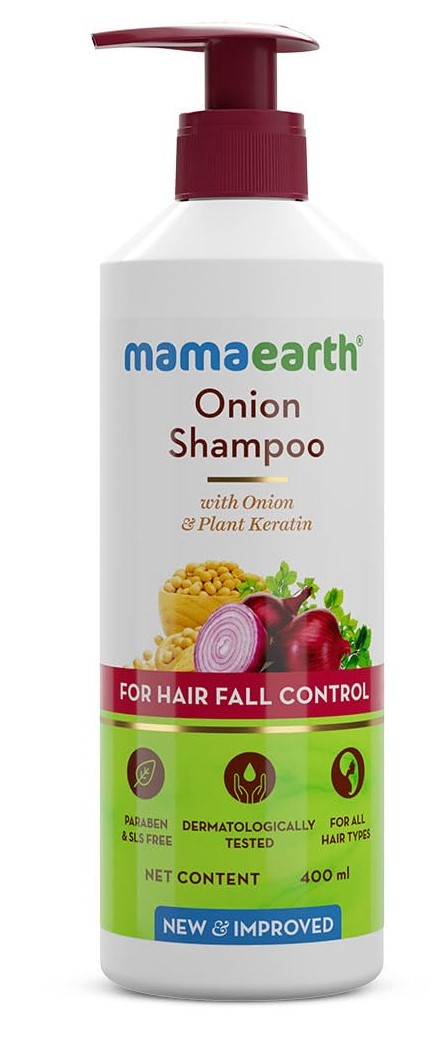 mamaearth®
Onion
Shampoo
with Onion
& Plant Keratin
FOR HAIR FALL CONTROL
PARABEN
& SLS FREE
DERMATOLOGICALLY
TESTED
FOR ALL
HAIR TYPES
NET CONTENT 400 ml
NEW & IMPROVED